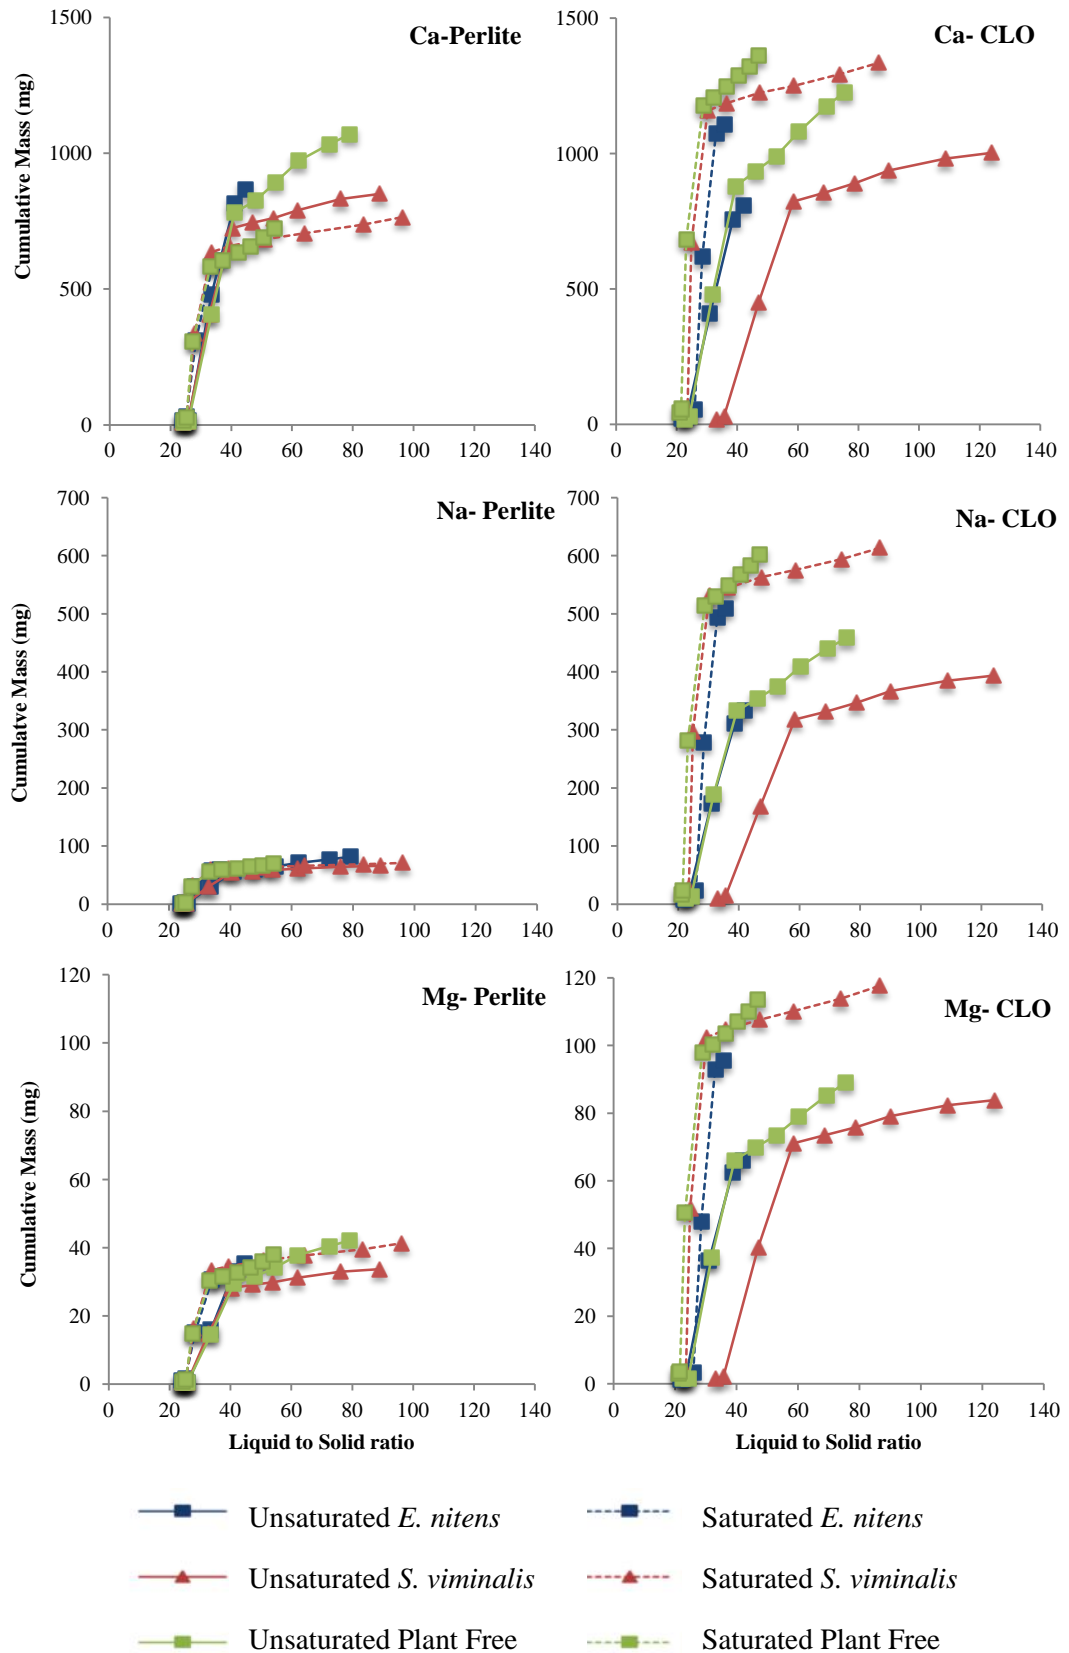 Ca-Perlite
Ca- CLO
Cumulative Mass (mg)
1500
1000
500
0
0 20 40 60 80 100 120 140
1500
1000
500
0
0 20 40 60 80 100 120 140
Na- Perlite
Na- CLO
Cumulatve Mass (mg)
700
600
500
400
300
200
100
0
0 20 40 60 80 100 120 140
700
600
500
400
300
200
100
0
0 20 40 60 80 100 120 140
Mg- Perlite
Mg- CLO
Cumulative Mass (mg)
120
100
80
60
40
20
0
0 20 40 60 80 100 120 140
Liquid to Solid ratio
120
100
80
60
40
20
0
0 20 40 60 80 100 120 140
Liquid to Solid ratio
Unsaturated E. nitens
Saturated E. nitens
Unsaturated S. viminalis
Saturated S. viminalis
Unsaturated Plant Free
Saturated Plant Free